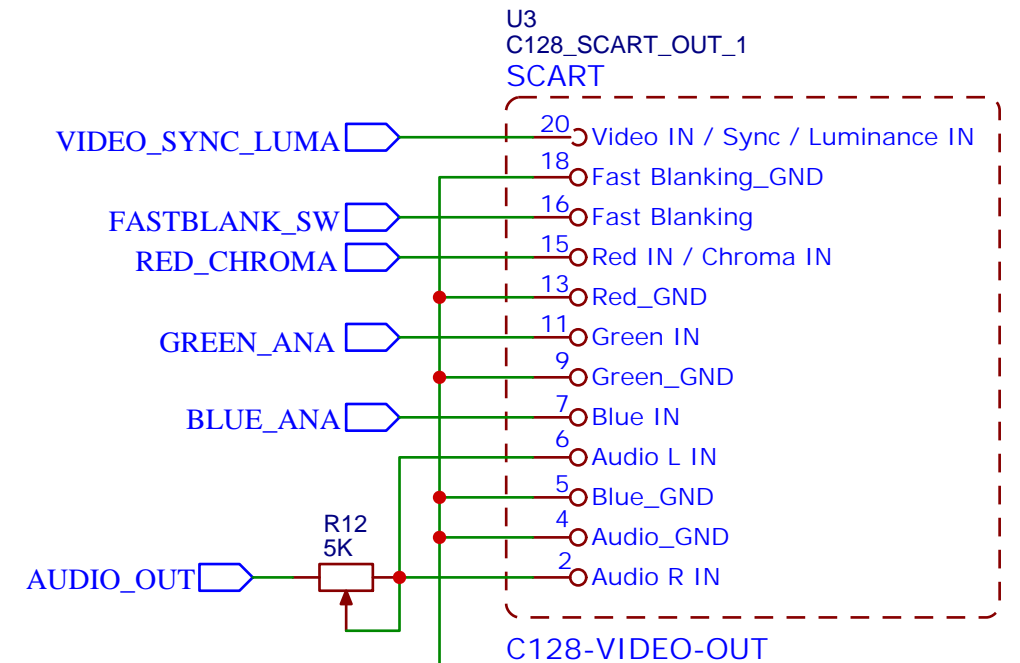 U3
C128_SCART_OUT_1
SCART
VIDEO_SYNC_LUMA 20 Video IN / Sync / Luminance IN
18 Fast Blanking_GND
FASTBLANK_SW 16 Fast Blanking
RED_CHROMA 15 Red IN / Chroma IN
13 Red_GND
GREEN_ANA 11 Green IN
9 Green_GND
BLUE_ANA 7 Blue IN
6 Audio L IN
5 Blue_GND
R12
5K
4 Audio_GND
AUDIO_OUT 2 Audio R IN
C128-VIDEO-OUT